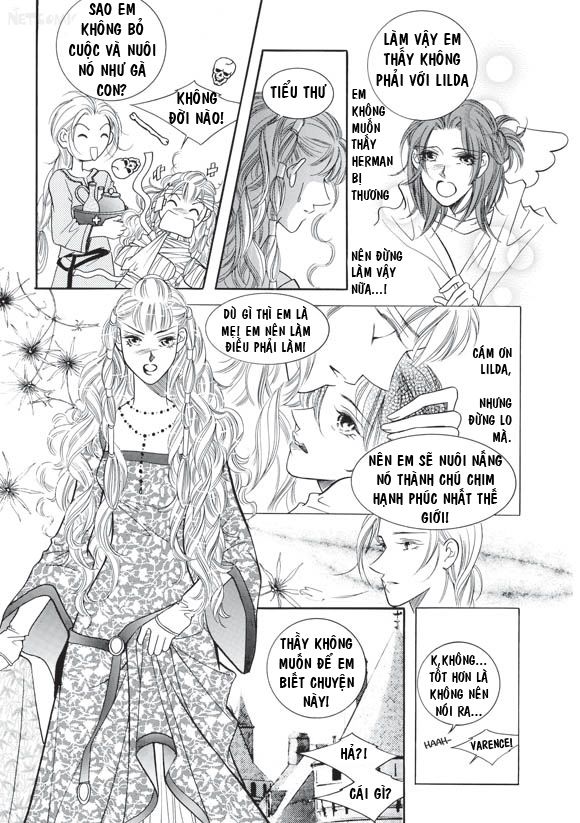 NETCOMIX
SAO EM
KHÔNG BỎ
CUỘC VÀ NUÔI
NÓ NHƯ GÀ
CON?
KHÔNG
ĐỜI NÀO!
TIỂU THƯ
LÀM VẬY EM
THẤY KHÔNG
PHẢI VỚI LILDA
EM
KHÔNG
MUỐN
THẤY
HERMAN
BỊ
THƯƠNG
NÊN ĐỪNG
LÀM VẬY
NỮA...!
DÙ GÌ THÌ EM LÀ
MẸ! EM NÊN LÀM
ĐIỀU PHẢI LÀM!
CÁM ƠN
LILDA,
NHƯNG
ĐỪNG LO
MÀ.
NÊN EM SẼ NUÔI NẤNG
NÓ THÀNH CHÚ CHIM
HẠNH PHÚC NHẤT THẾ
GIỚI!
THẦY KHÔNG
MUỐN ĐỂ EM
BIẾT CHUYỆN
NÀY!
HẢ?!
CÁI GÌ?
K,KHÔNG...
TỐT HƠN LÀ
KHÔNG NÊN
NÓI RA...
HAAH
VARENCE!